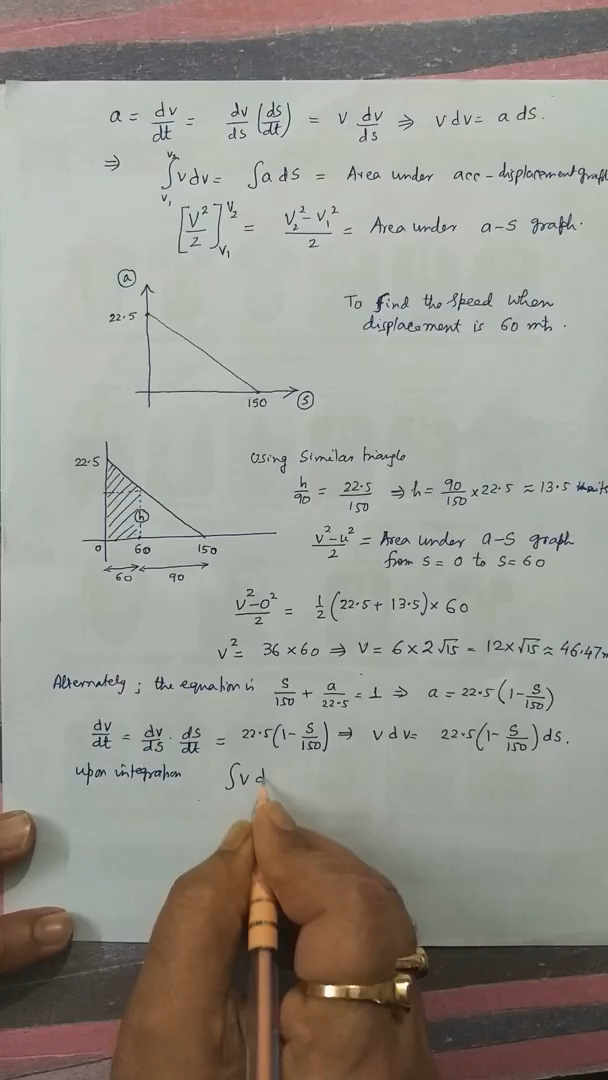 a = dv/dt = dv/ds (ds/dt) = v dv/ds ⇒ v dv = a ds.
⇒ ∫_{V₁}^{V₂} v dv = ∫ a ds = Area under acc-displacement graph
[V²/2]_{V₁}^{V₂} = (V₂² - V₁²)/2 = Area under a-s graph.
a
22.5
150
s
To find the speed when
displacement is 60 mts.
22.5
h
0 60 150
60 90
Using similar triangle
h/90 = 22.5/150 ⇒ h = 90/150 × 22.5 ≈ 13.5
(v² - u²)/2 = Area under a-s graph
from s = 0 to s = 60
(v² - 0²)/2 = 1/2 (22.5 + 13.5) × 60
v² = 36 × 60 ⇒ v = 6 × 2√15 = 12 × √15 ≈ 46.47m
Alternately; the equation is s/150 + a/22.5 = 1 ⇒ a = 22.5(1 - s/150)
dv/dt = dv/ds · ds/dt = 22.5(1 - s/150) ⇒ v dv = 22.5(1 - s/150) ds.
upon integration ∫v d